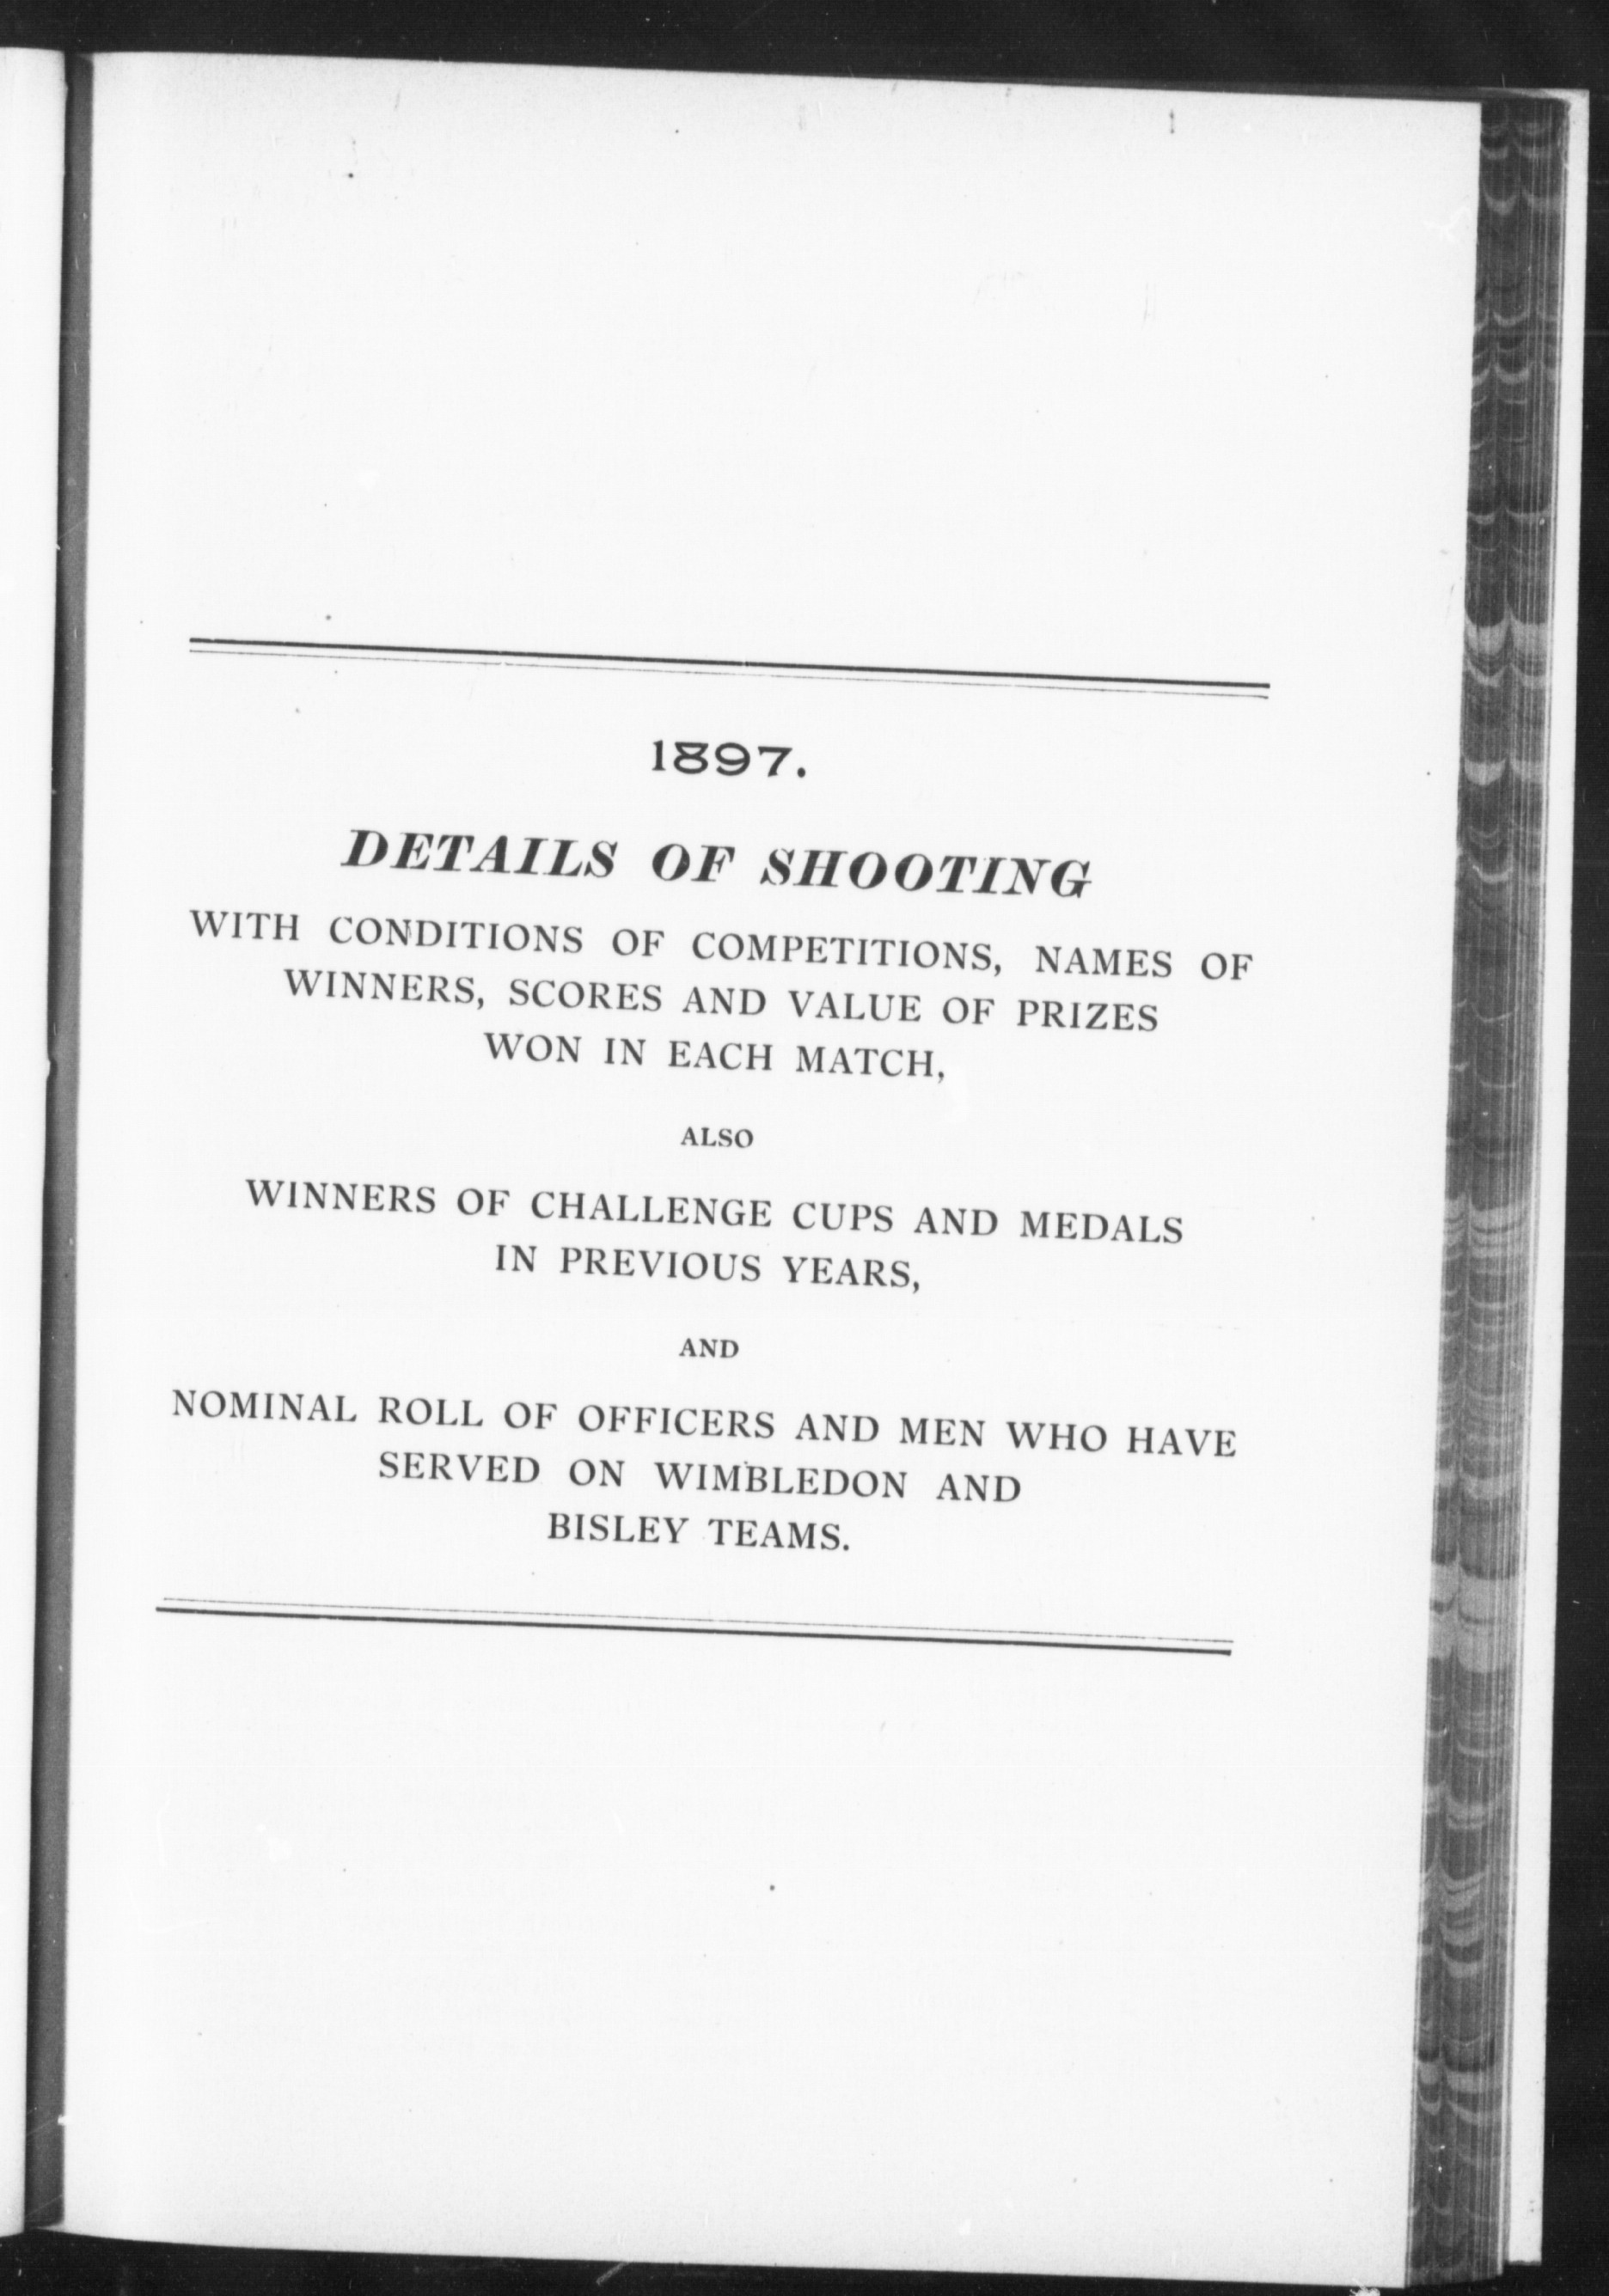 1897.
DETAILS OF SHOOTING
WITH CONDITIONS OF COMPETITIONS, NAMES OF
WINNERS, SCORES AND VALUE OF PRIZES
WON IN EACH MATCH,
ALSO
WINNERS OF CHALLENGE CUPS AND MEDALS
IN PREVIOUS YEARS,
AND
NOMINAL ROLL OF OFFICERS AND MEN WHO HAVE
SERVED ON WIMBLEDON AND
BISLEY TEAMS.